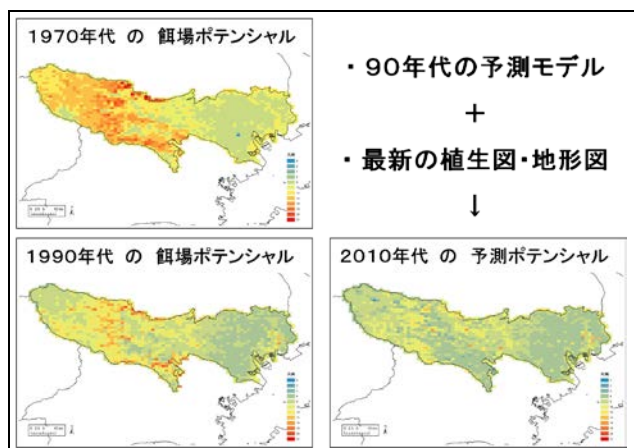 1970年代 の 餌場ポテンシャル
・90年代の予測モデル
+
・最新の植生図・地形図
↓
1990年代 の 餌場ポテンシャル
2010年代 の 予測ポテンシャル